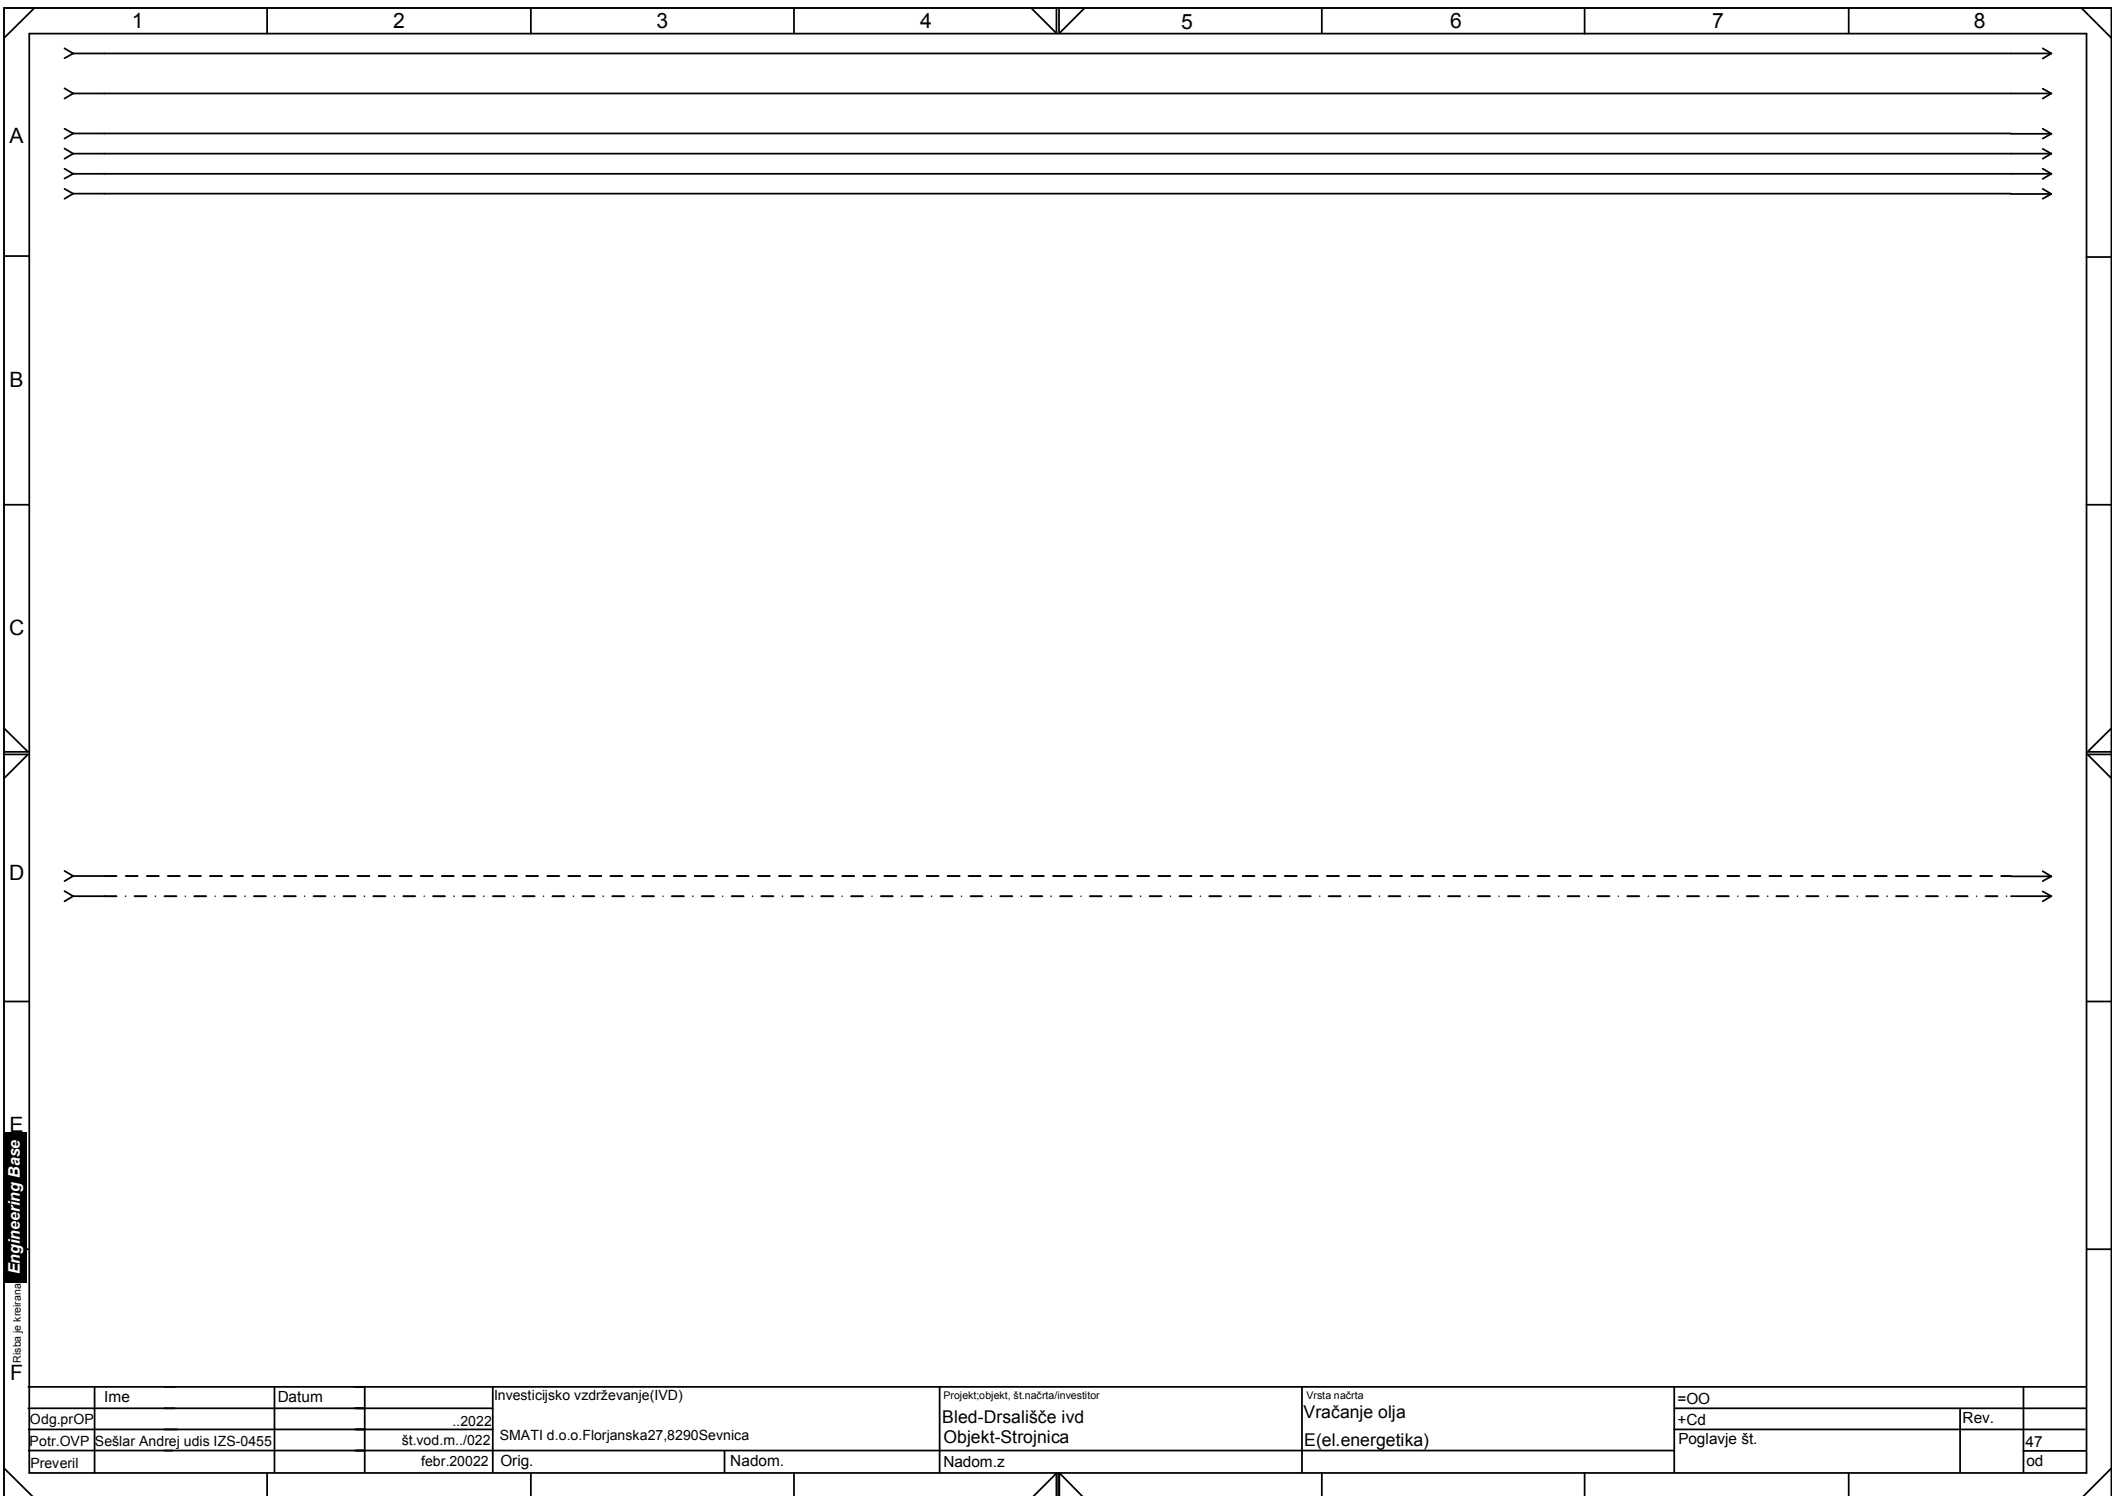 1 2 3 4 5 6 7 8
A
B
C
D
E
F
Engineering Base
Risba je kreirana
Ime Datum Investicijsko vzdrževanje(IVD) Projekt;objekt, št.načrta/investitor Vrsta načrta =OO
Odg.prOP ..2022 Bled-Drsališče ivd Vračanje olja +Cd Rev.
Potr.OVP Sešlar Andrej udis IZS-0455 št.vod.m../022 SMATI d.o.o.Florjanska27,8290Sevnica Objekt-Strojnica E(el.energetika) Poglavje št. 47
Preveril febr.20022 Orig. Nadom. Nadom.z od